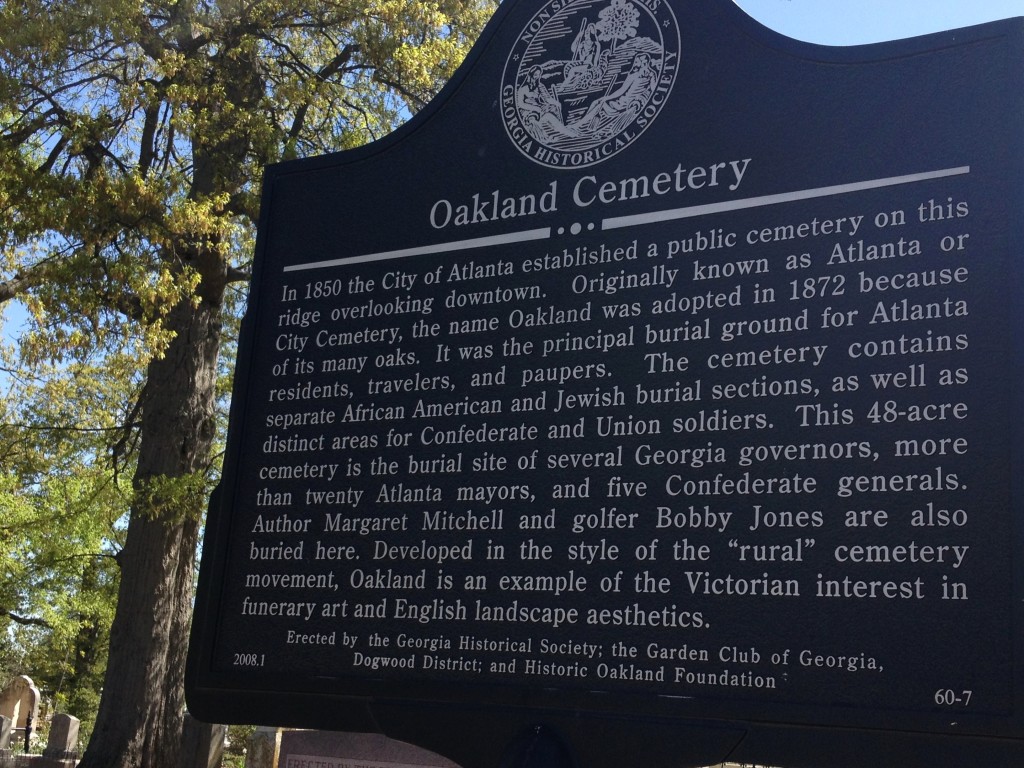 NON SIBI
GEORGIA HISTORICAL SOCIETY
Oakland Cemetery
In 1850 the City of Atlanta established a public cemetery on this
ridge overlooking downtown. Originally known as Atlanta or
City Cemetery, the name Oakland was adopted in 1872 because
of its many oaks. It was the principal burial ground for Atlanta
residents, travelers, and paupers. The cemetery contains
separate African American and Jewish burial sections, as well as
distinct areas for Confederate and Union soldiers. This 48-acre
cemetery is the burial site of several Georgia governors, more
than twenty Atlanta mayors, and five Confederate generals.
Author Margaret Mitchell and golfer Bobby Jones are also
buried here. Developed in the style of the “rural” cemetery
movement, Oakland is an example of the Victorian interest in
funerary art and English landscape aesthetics.
Erected by the Georgia Historical Society; the Garden Club of Georgia,
Dogwood District; and Historic Oakland Foundation
2008.1
60-7
ERECTED BY